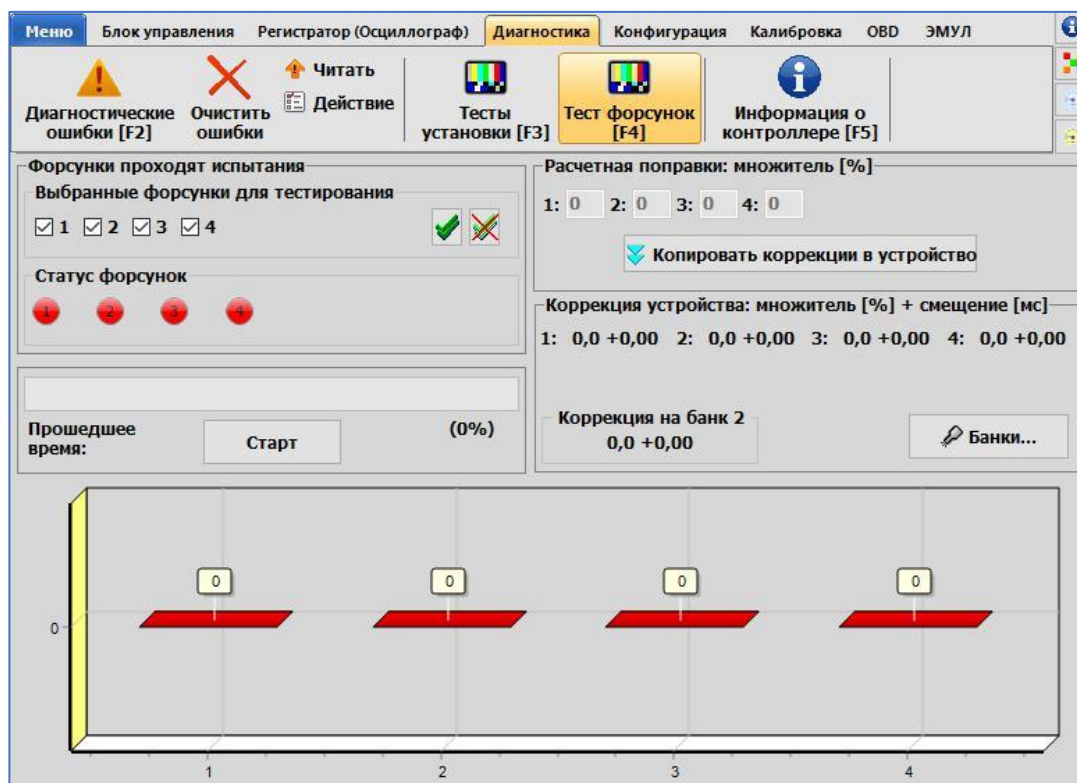 Меню Блок управления Регистратор (Осциллограф) Диагностика Конфигурация Калибровка OBD ЭМУЛ
Диагностические
ошибки [F2]
Очистить
ошибки
Читать
Действие
Тесты
установки [F3]
Тест форсунок
[F4]
Информация о
контроллере [F5]
Форсунки проходят испытания
Выбранные форсунки для тестирования
1 2 3 4
Статус форсунок
1 2 3 4
Прошедшее
время:
Старт
(0%)
Расчетная поправки: множитель [%]
1: 0 2: 0 3: 0 4: 0
Копировать коррекции в устройство
Коррекция устройства: множитель [%] + смещение [мс]
1: 0,0 +0,00 2: 0,0 +0,00 3: 0,0 +0,00 4: 0,0 +0,00
Коррекция на банк 2
0,0 +0,00
Банки...
0 0 0 0
0
1 2 3 4